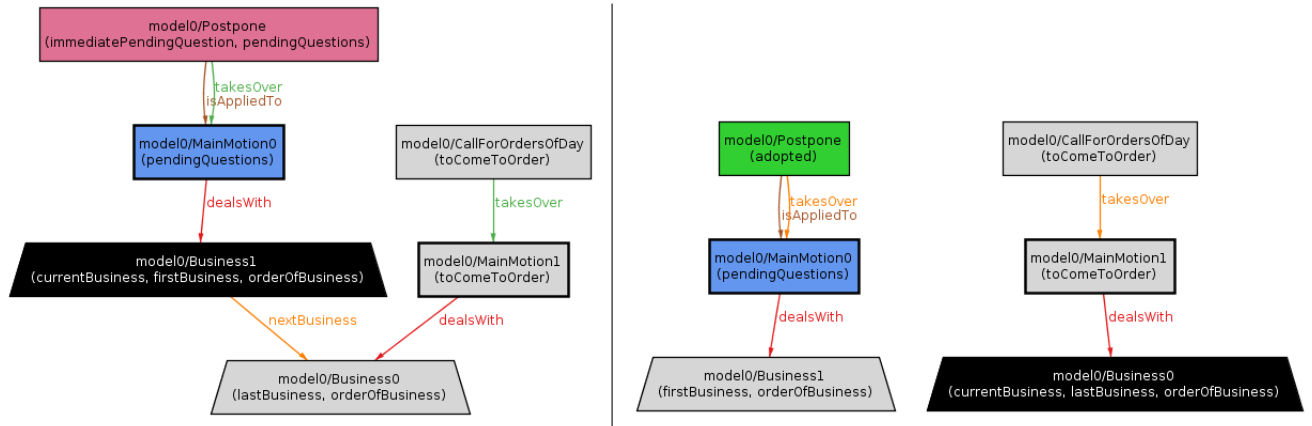 model0/Postpone
(immediatePendingQuestion, pendingQuestions)
takesOver
isAppliedTo
model0/MainMotion0
(pendingQuestions)
model0/CallForOrdersOfDay
(toComeToOrder)
dealsWith
takesOver
model0/Business1
(currentBusiness, firstBusiness, orderOfBusiness)
model0/MainMotion1
(toComeToOrder)
nextBusiness
dealsWith
model0/Business0
(lastBusiness, orderOfBusiness)
model0/Postpone
(adopted)
model0/CallForOrdersOfDay
(toComeToOrder)
takesOver
isAppliedTo
takesOver
model0/MainMotion0
(pendingQuestions)
model0/MainMotion1
(toComeToOrder)
dealsWith
dealsWith
model0/Business1
(firstBusiness, orderOfBusiness)
model0/Business0
(currentBusiness, lastBusiness, orderOfBusiness)